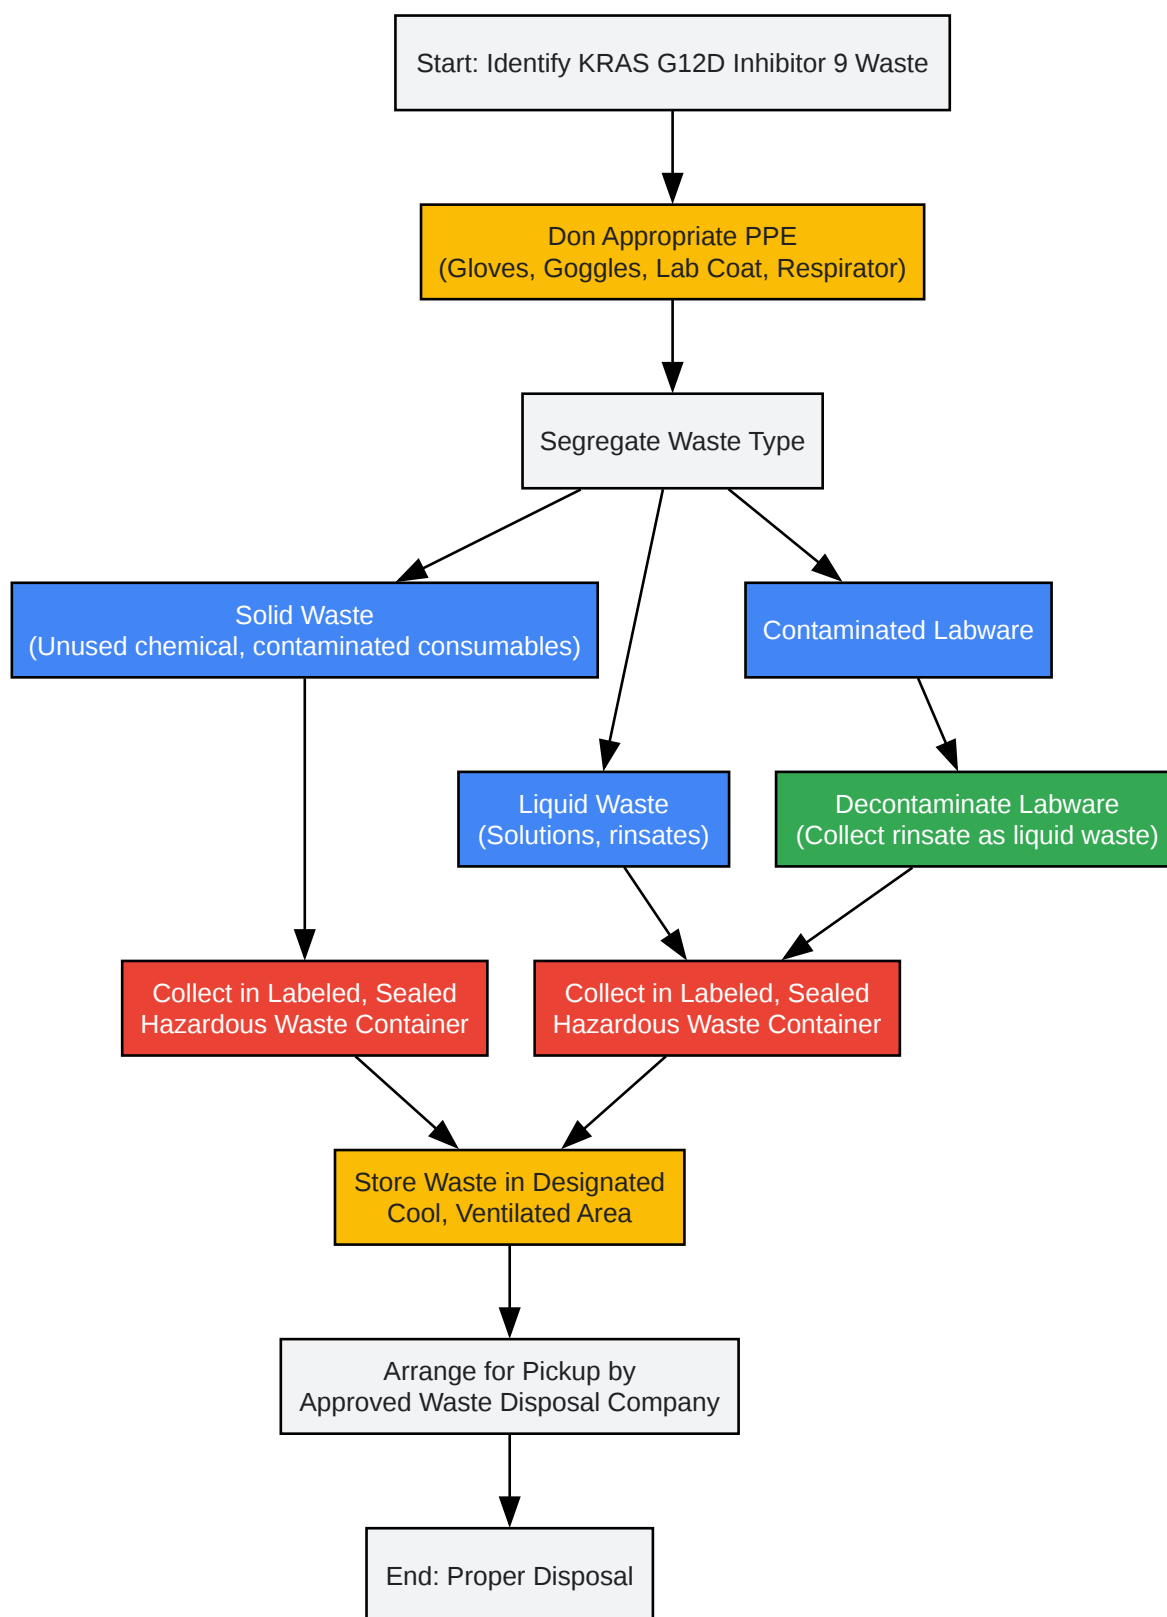 Start: Identify KRAS G12D Inhibitor 9 Waste
Don Appropriate PPE
(Gloves, Goggles, Lab Coat, Respirator)
Segregate Waste Type
Solid Waste
(Unused chemical, contaminated consumables)
Contaminated Labware
Liquid Waste
(Solutions, rinsates)
Decontaminate Labware
(Collect rinsate as liquid waste)
Collect in Labeled, Sealed
Hazardous Waste Container
Collect in Labeled, Sealed
Hazardous Waste Container
Store Waste in Designated
Cool, Ventilated Area
Arrange for Pickup by
Approved Waste Disposal Company
End: Proper Disposal